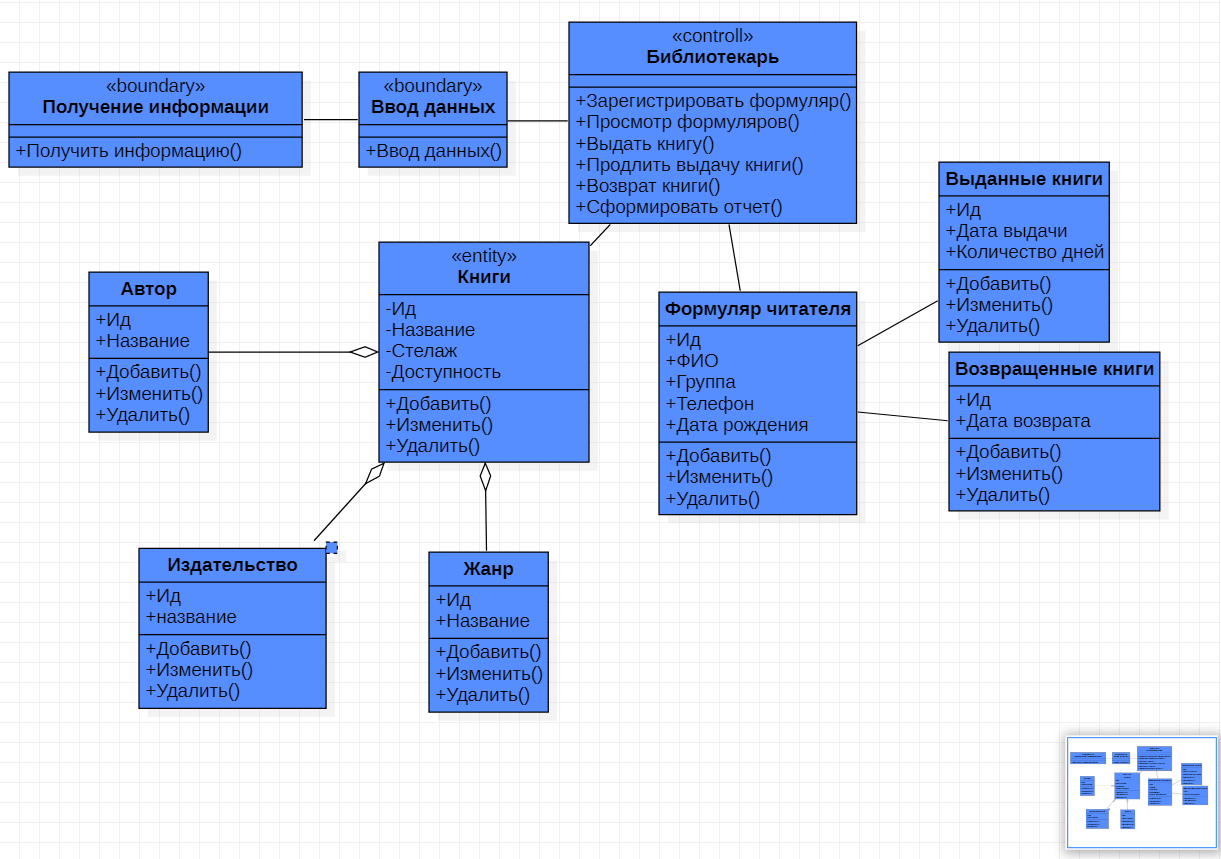 «boundary»
Получение информации
+Получить информацию()
«boundary»
Ввод данных
+Ввод данных()
«controll»
Библиотекарь
+Зарегистрировать формуляр()
+Просмотр формуляров()
+Выдать книгу()
+Продлить выдачу книги()
+Возврат книги()
+Сформировать отчет()
Автор
+Ид
+Название
+Добавить()
+Изменить()
+Удалить()
«entity»
Книги
-Ид
-Название
-Стелаж
-Доступность
+Добавить()
+Изменить()
+Удалить()
Формуляр читателя
+Ид
+ФИО
+Группа
+Телефон
+Дата рождения
+Добавить()
+Изменить()
+Удалить()
Выданные книги
+Ид
+Дата выдачи
+Количество дней
+Добавить()
+Изменить()
+Удалить()
Возвращенные книги
+Ид
+Дата возврата
+Добавить()
+Изменить()
+Удалить()
Издательство
+Ид
+название
+Добавить()
+Изменить()
+Удалить()
Жанр
+Ид
+Название
+Добавить()
+Изменить()
+Удалить()